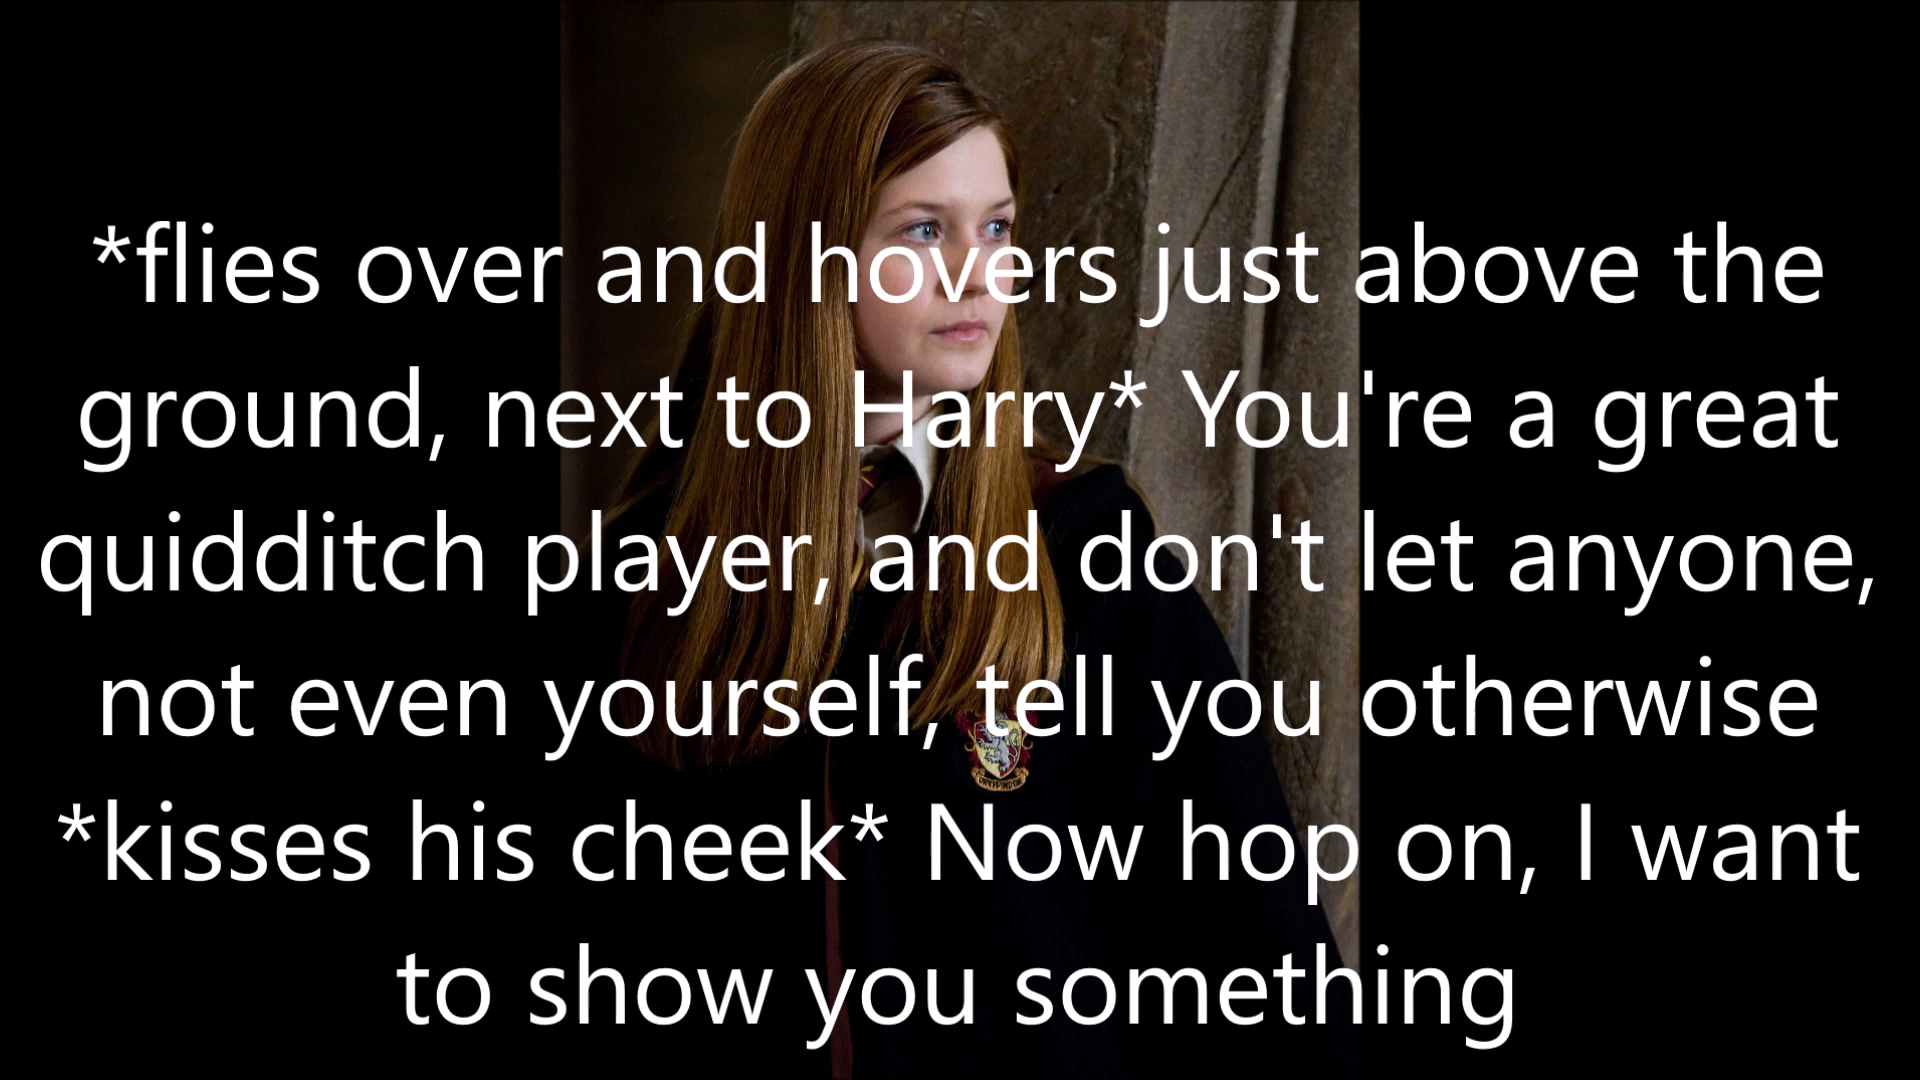 *flies over and hovers just above the
ground, next to Harry* You're a great
quidditch player, and don't let anyone,
not even yourself, tell you otherwise
GRYFFINDOR
*kisses his cheek* Now hop on, I want
to show you something